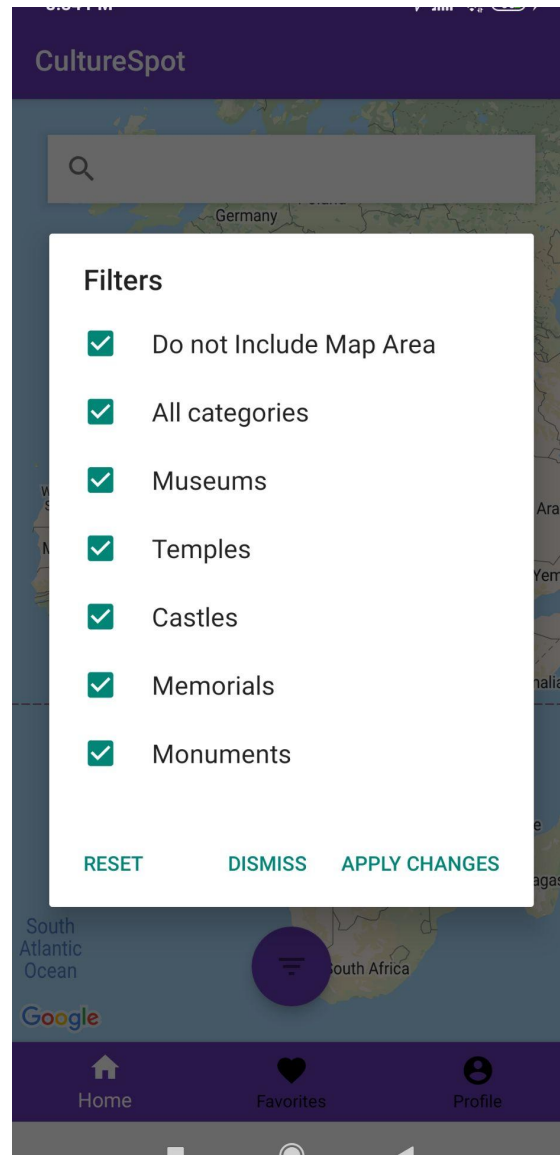 CultureSpot
Germany
Filters
Do not Include Map Area
All categories
Museums
Temples
Castles
Memorials
Monuments
RESET DISMISS APPLY CHANGES
South
Atlantic
Ocean
South Africa
Google
Home Favorites Profile